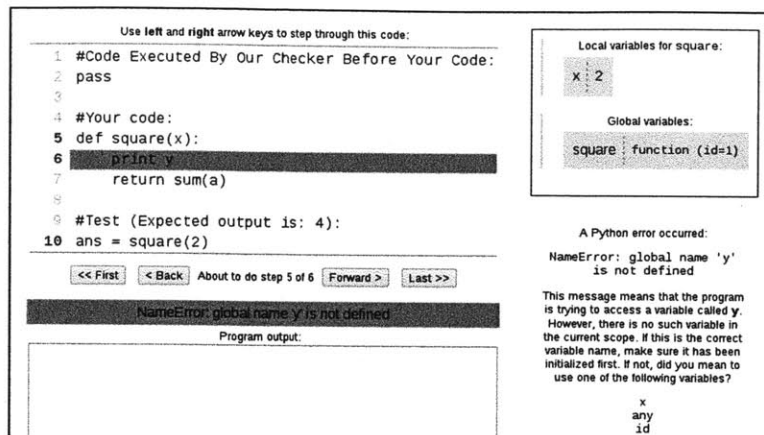 Use left and right arrow keys to step through this code:
1 #Code Executed By Our Checker Before Your Code:
2 pass
3
4 #Your code:
5 def square(x):
6 print y
7 return sum(a)
8
9 #Test (Expected output is: 4):
10 ans = square(2)
<< First < Back About to do step 5 of 6 Forward > Last >>
NameError: global name 'y' is not defined
Program output:
Local variables for square:
x 2
Global variables:
square function (id=1)
A Python error occurred:
NameError: global name 'y'
is not defined
This message means that the program
is trying to access a variable called y.
However, there is no such variable in
the current scope. If this is the correct
variable name, make sure it has been
initialized first. If not, did you mean to
use one of the following variables?
x
any
id